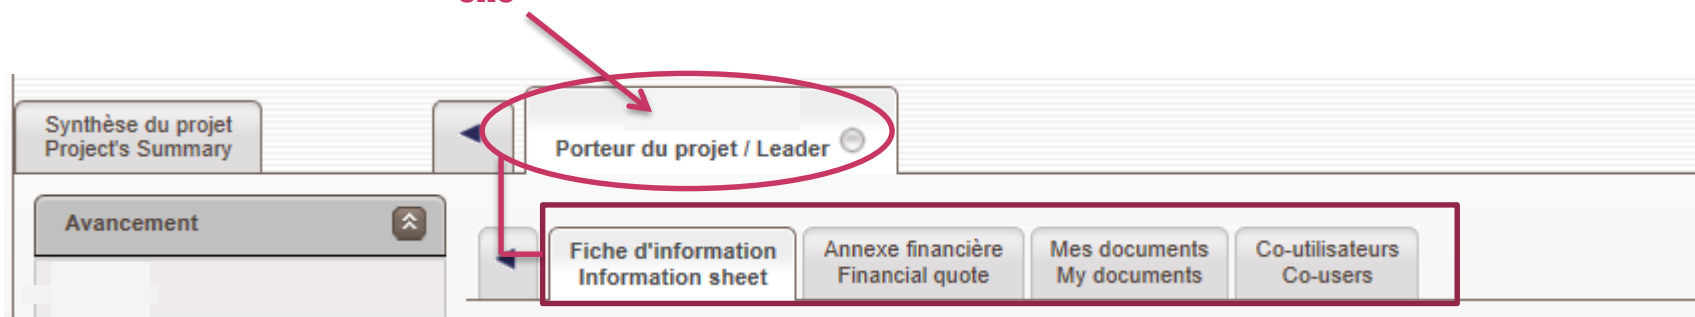 Synthèse du projet
Project's Summary
Porteur du projet / Leader
Avancement
Fiche d'information
Information sheet
Annexe financière
Financial quote
Mes documents
My documents
Co-utilisateurs
Co-users